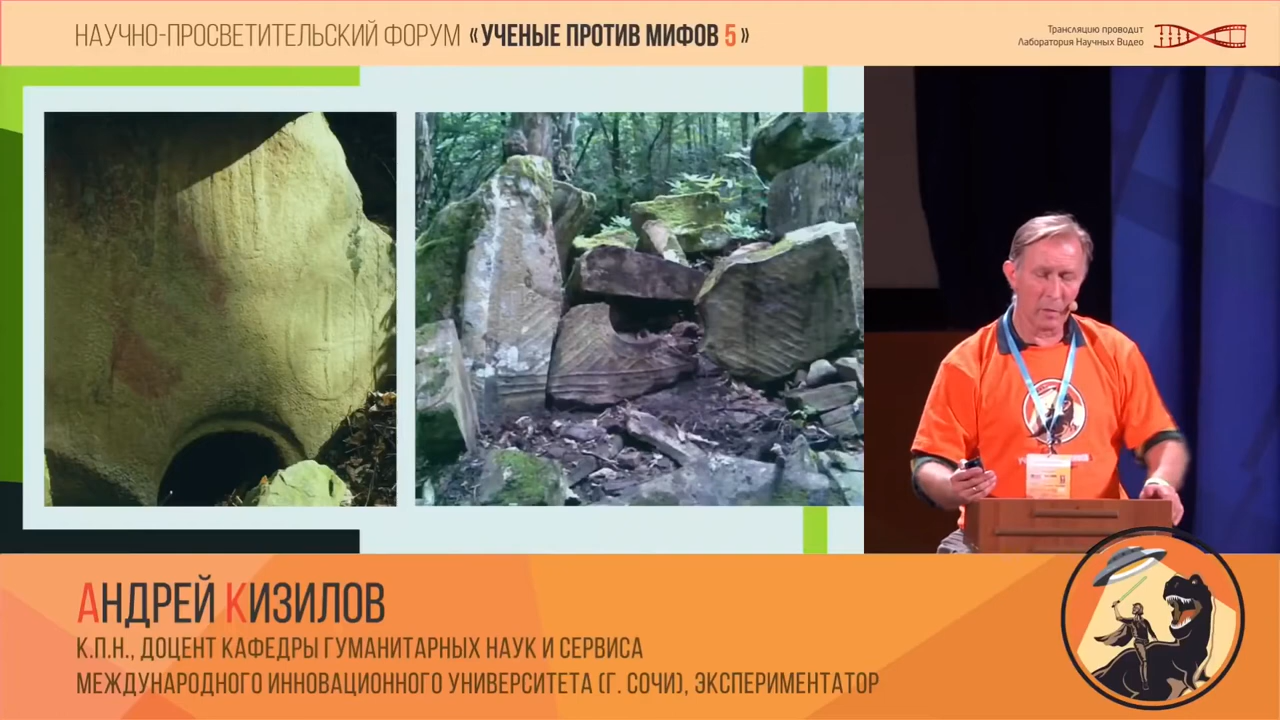 НАУЧНО-ПРОСВЕТИТЕЛЬСКИЙ ФОРУМ «УЧЕНЫЕ ПРОТИВ МИФОВ 5»
Трансляцию проводит
Лаборатория Научных Видео
АНДРЕЙ КИЗИЛОВ
К.П.Н., ДОЦЕНТ КАФЕДРЫ ГУМАНИТАРНЫХ НАУК И СЕРВИСА
МЕЖДУНАРОДНОГО ИННОВАЦИОННОГО УНИВЕРСИТЕТА (Г. СОЧИ), ЭКСПЕРИМЕНТАТОР